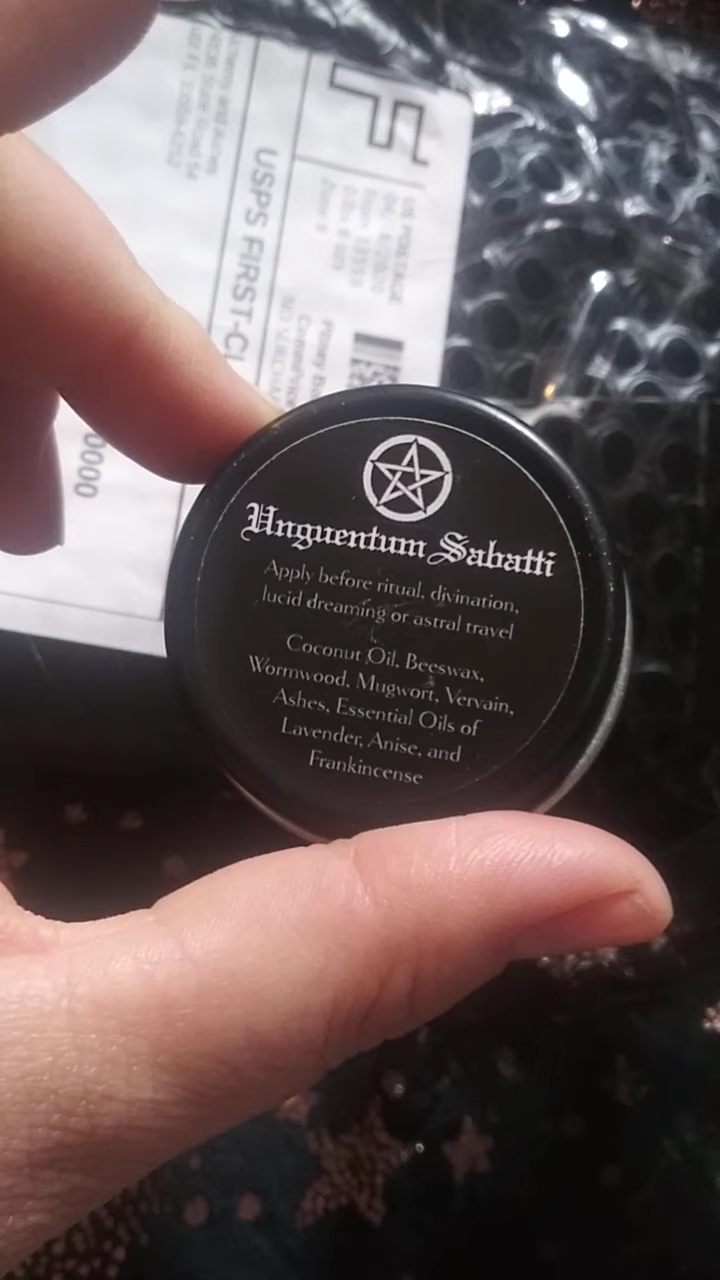 Unguentum Sabatti
Apply before ritual, divination,
lucid dreaming or astral travel
Coconut Oil, Beeswax,
Wormwood, Mugwort, Vervain,
Ashes, Essential Oils of
Lavender, Anise, and
Frankincense
F
US POSTAGE
USPS FIRST-CL
0000